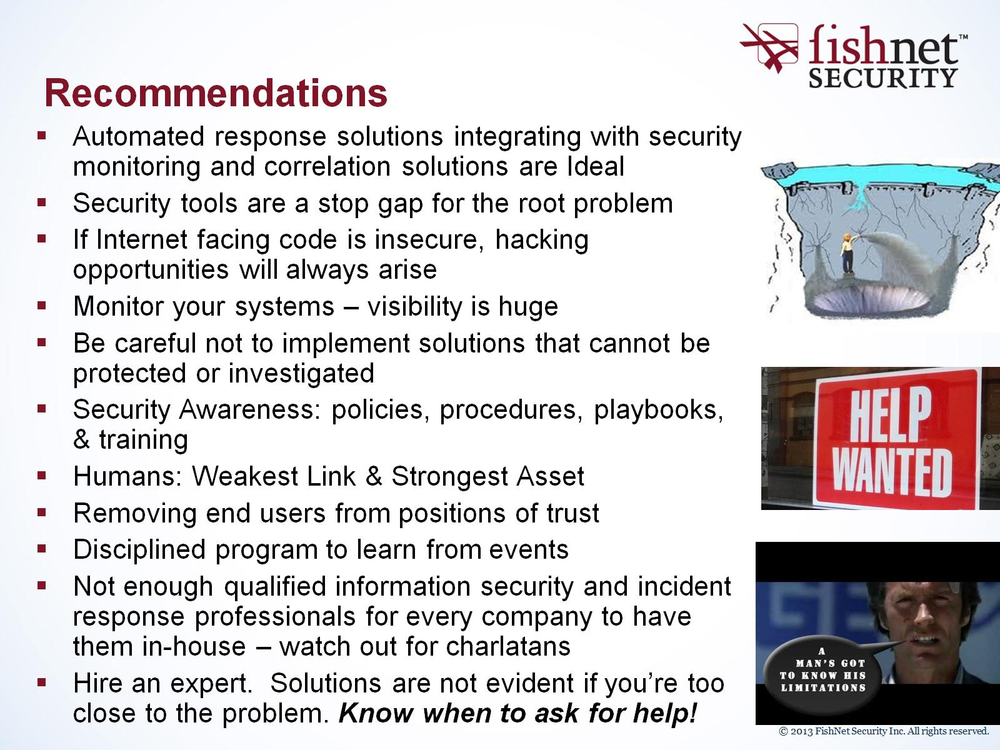 fishnet™
SECURITY
Recommendations
▪ Automated response solutions integrating with security
monitoring and correlation solutions are Ideal
▪ Security tools are a stop gap for the root problem
▪ If Internet facing code is insecure, hacking
opportunities will always arise
▪ Monitor your systems – visibility is huge
▪ Be careful not to implement solutions that cannot be
protected or investigated
▪ Security Awareness: policies, procedures, playbooks,
& training
▪ Humans: Weakest Link & Strongest Asset
▪ Removing end users from positions of trust
▪ Disciplined program to learn from events
▪ Not enough qualified information security and incident
response professionals for every company to have
them in-house – watch out for charlatans
▪ Hire an expert.  Solutions are not evident if you’re too
close to the problem. Know when to ask for help!
HELP
WANTED
A
MAN'S GOT
TO KNOW HIS
LIMITATIONS
© 2013 FishNet Security Inc. All rights reserved.